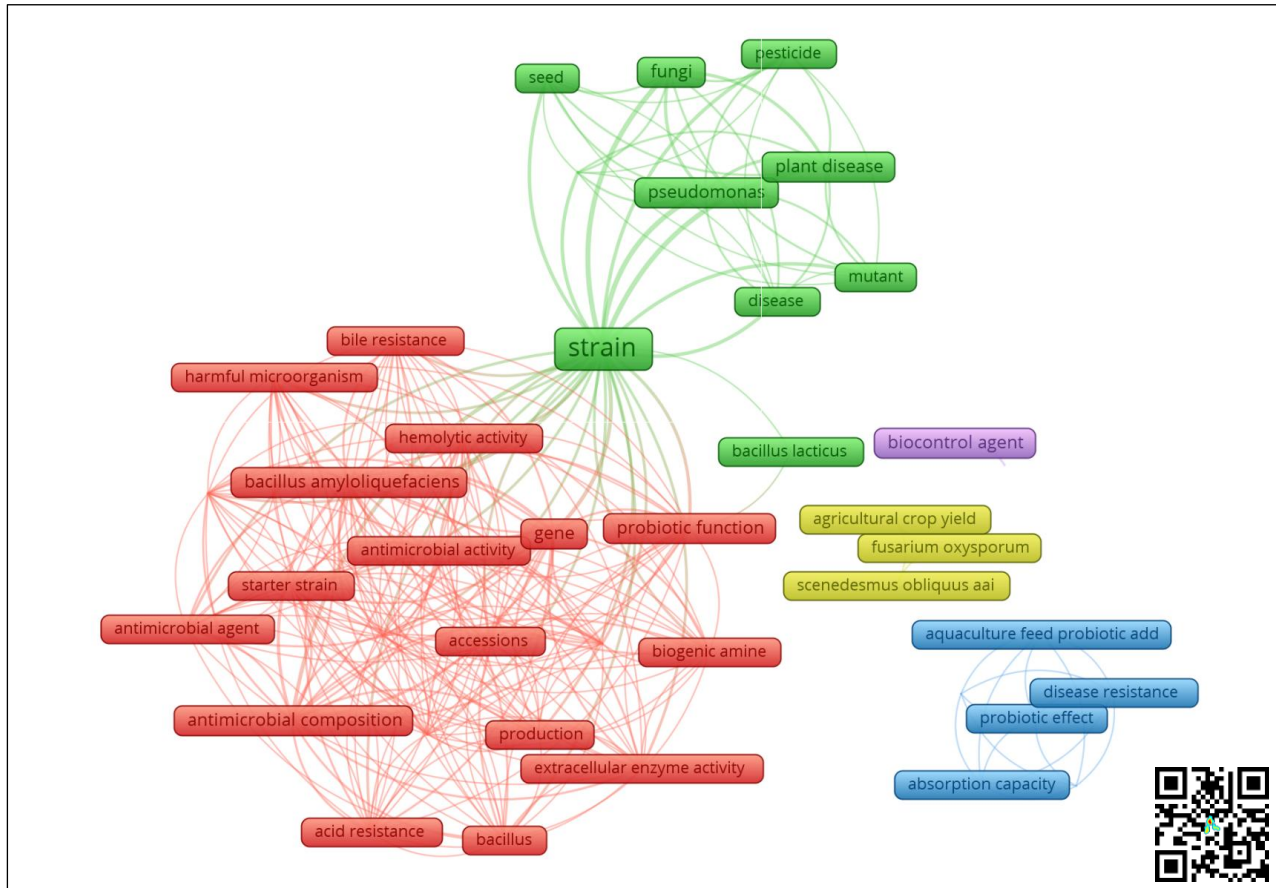 pesticide
fungi
seed
plant disease
pseudomonas
mutant
disease
strain
bile resistance
harmful microorganism
hemolytic activity
biocontrol agent
bacillus lacticus
bacillus amyloliquefaciens
agricultural crop yield
probiotic function
gene
fusarium oxysporum
antimicrobial activity
starter strain
scenedesmus obliquus aai
antimicrobial agent
aquaculture feed probiotic add
accessions
biogenic amine
disease resistance
probiotic effect
antimicrobial composition
production
extracellular enzyme activity
absorption capacity
acid resistance
bacillus